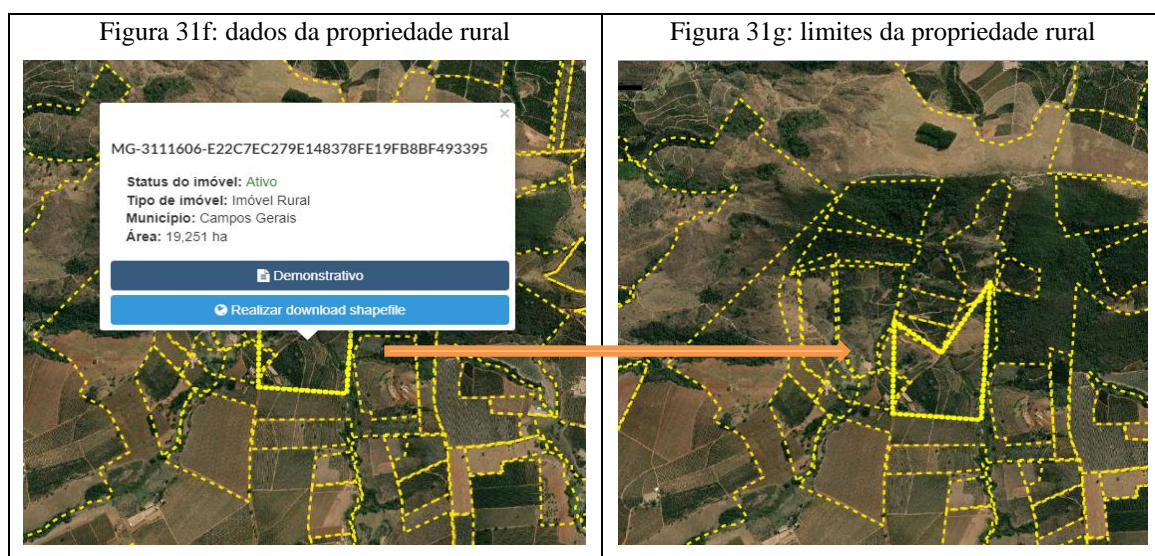 Figura 31f: dados da propriedade rural
Figura 31g: limites da propriedade rural
×
MG-3111606-E22C7EC279E148378FE19FB8BF493395
Status do imóvel: Ativo
Tipo de imóvel: Imóvel Rural
Município: Campos Gerais
Área: 19,251 ha
Demonstrativo
Realizar download shapefile